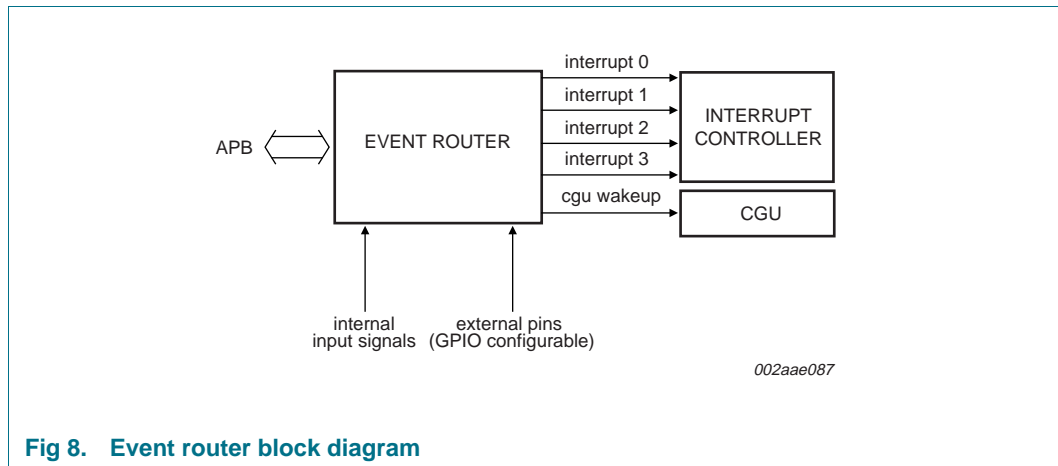 interrupt 0
interrupt 1
interrupt 2
interrupt 3
cgu wakeup
APB
EVENT ROUTER
INTERRUPT
CONTROLLER
CGU
internal
input signals
external pins
(GPIO configurable)
002aae087
Fig 8. Event router block diagram